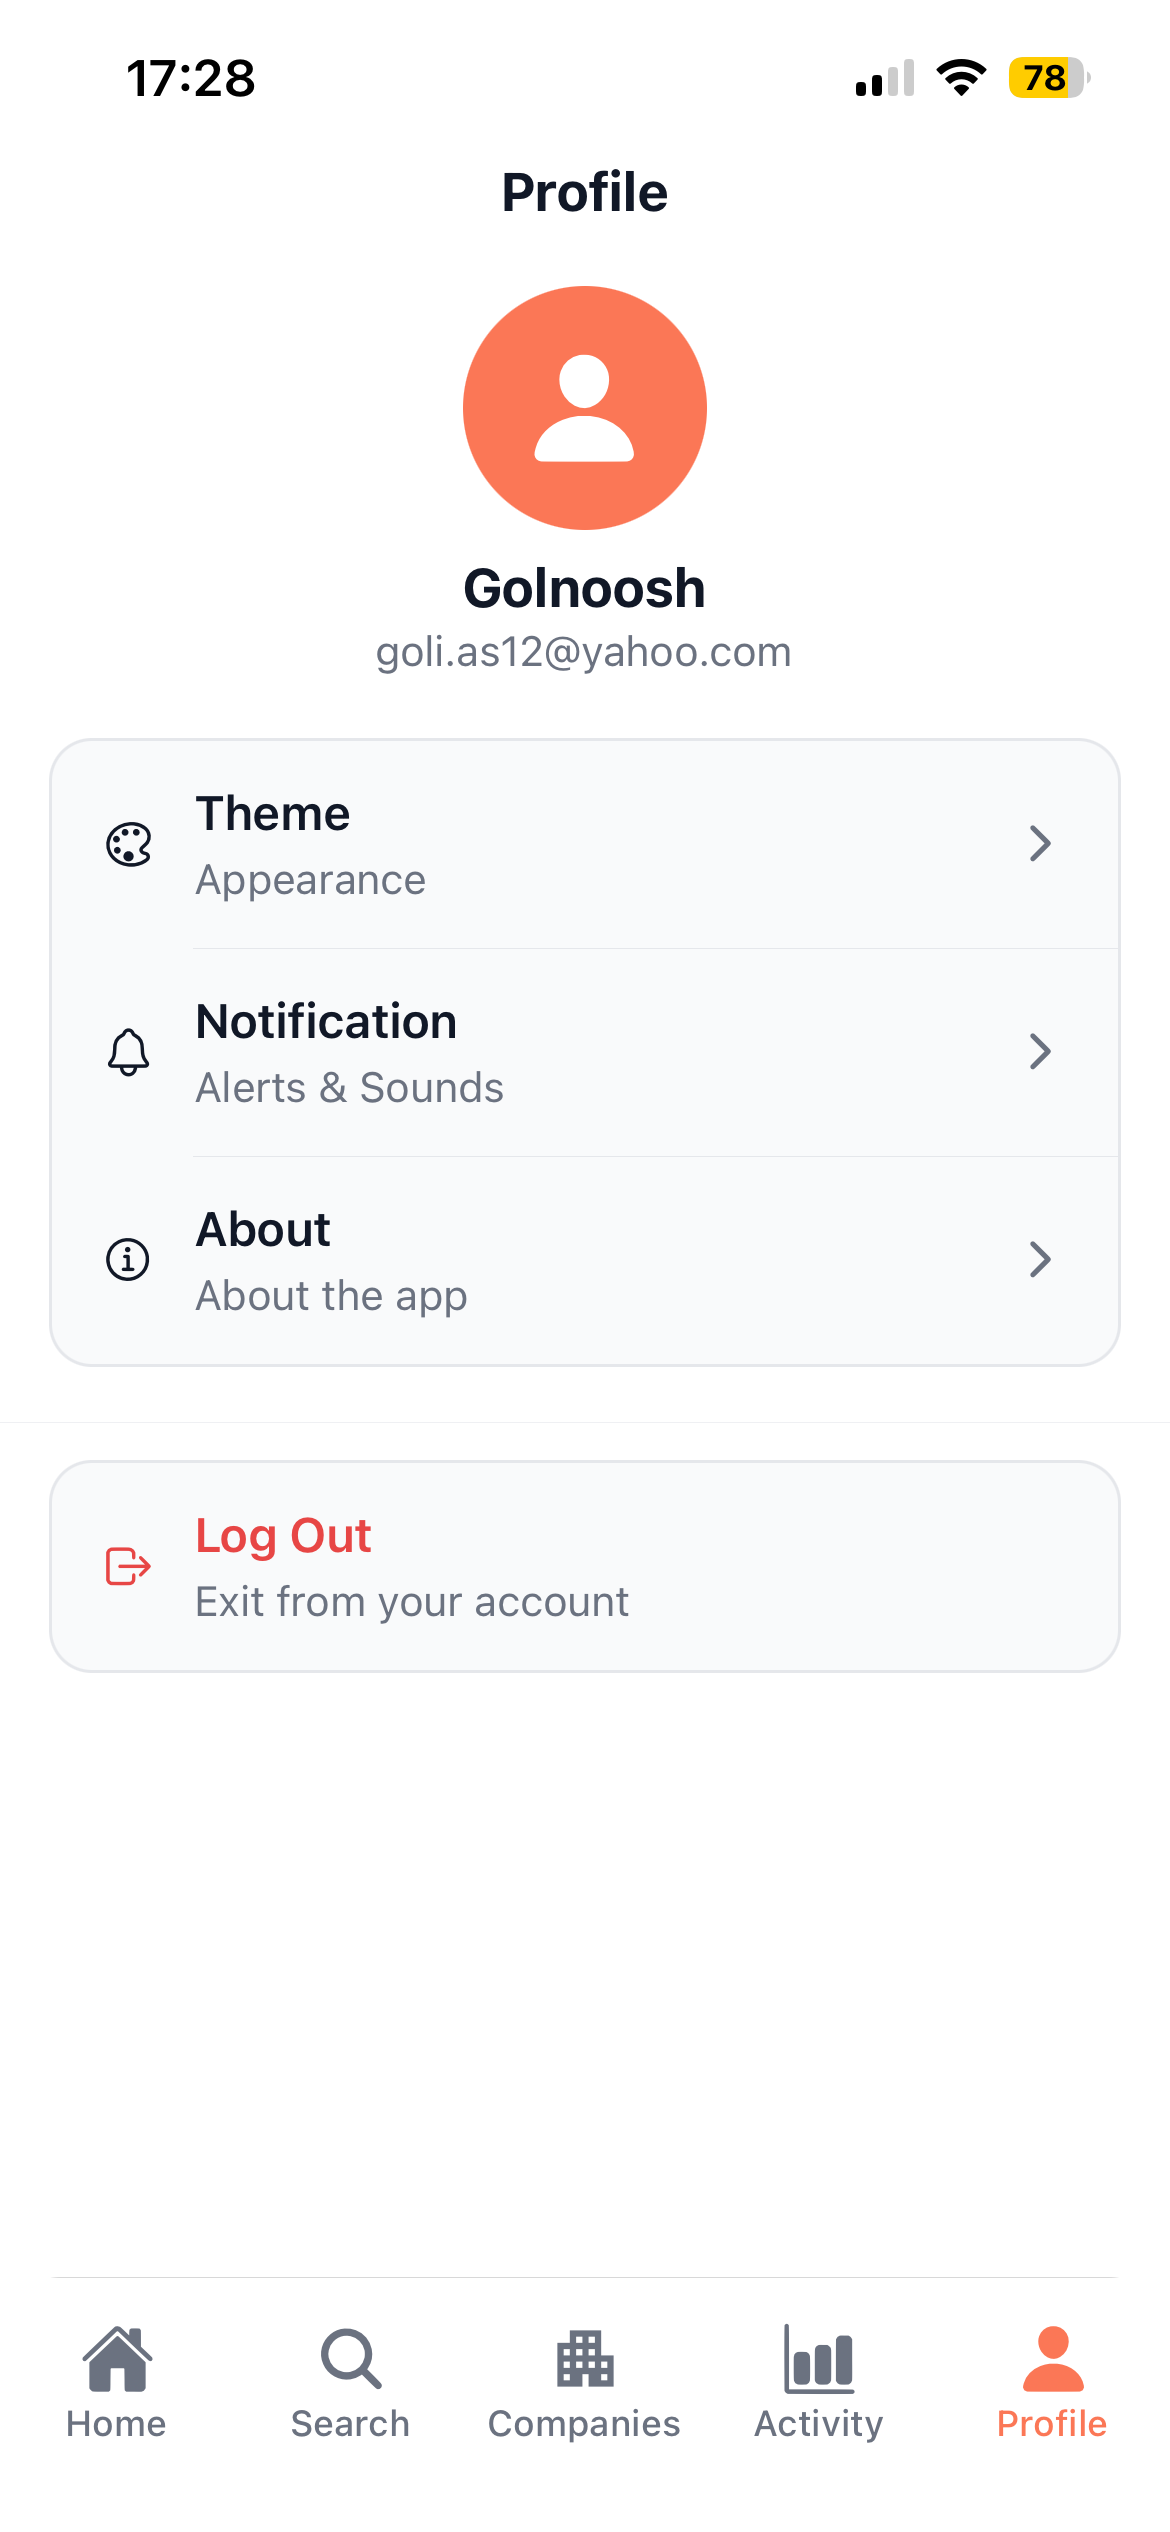 17:28
78
Profile
Golnoosh
goli.as12@yahoo.com
Theme
Appearance
Notification
Alerts & Sounds
About
About the app
Log Out
Exit from your account
Home
Search
Companies
Activity
Profile